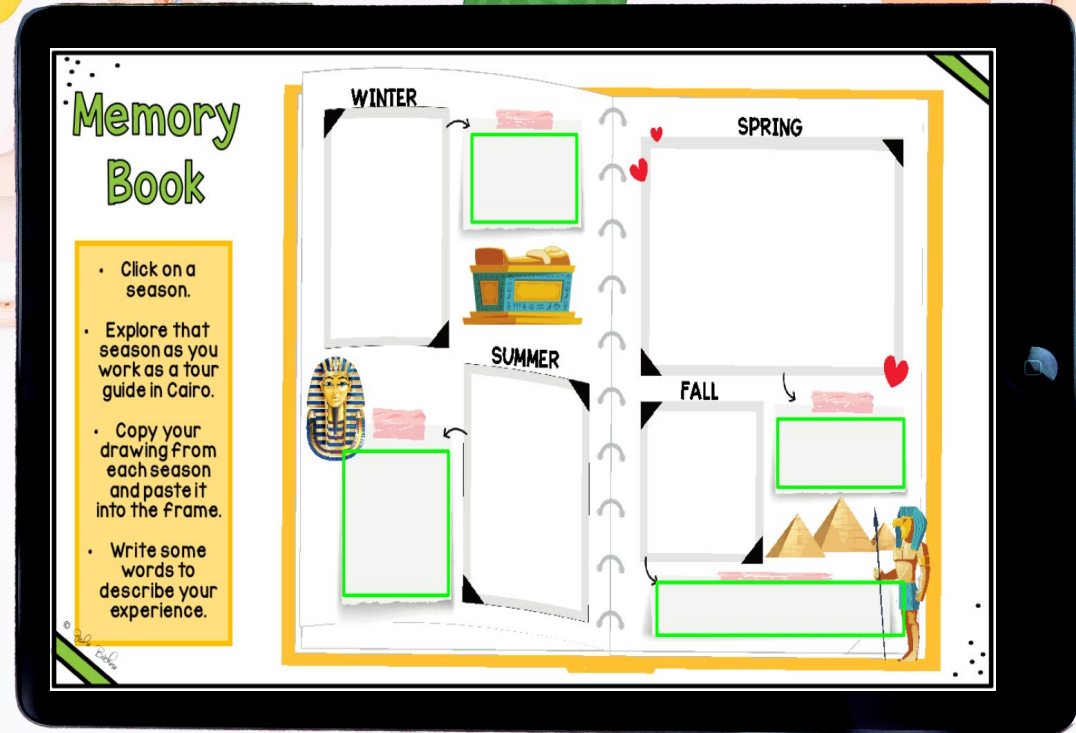 Memory
Book
• Click on a
season.
• Explore that
season as you
work as a tour
guide in Cairo.
• Copy your
drawing from
each season
and paste it
into the frame.
• Write some
words to
describe your
experience.
©
WINTER
SUMMER
SPRING
FALL